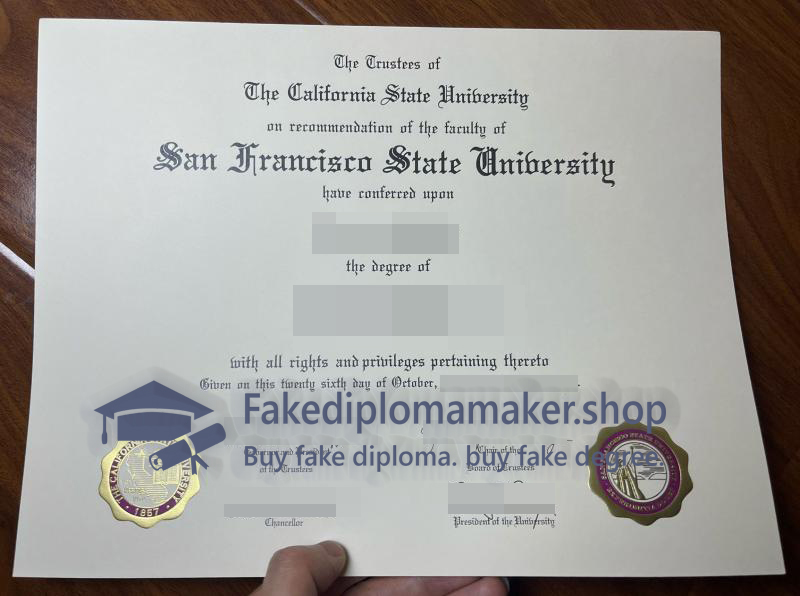 The Trustees of
The California State University
on recommendation of the faculty of
San Francisco State University
have conferred upon
the degree of
with all rights and privileges pertaining thereto
Given on this twenty sixth day of October,
Fakediplomamaker.shop
Buy fake diploma. buy fake degree.
Chair of the
of the Trustees
Board of Trustees
Chancellor
President of the University
1857